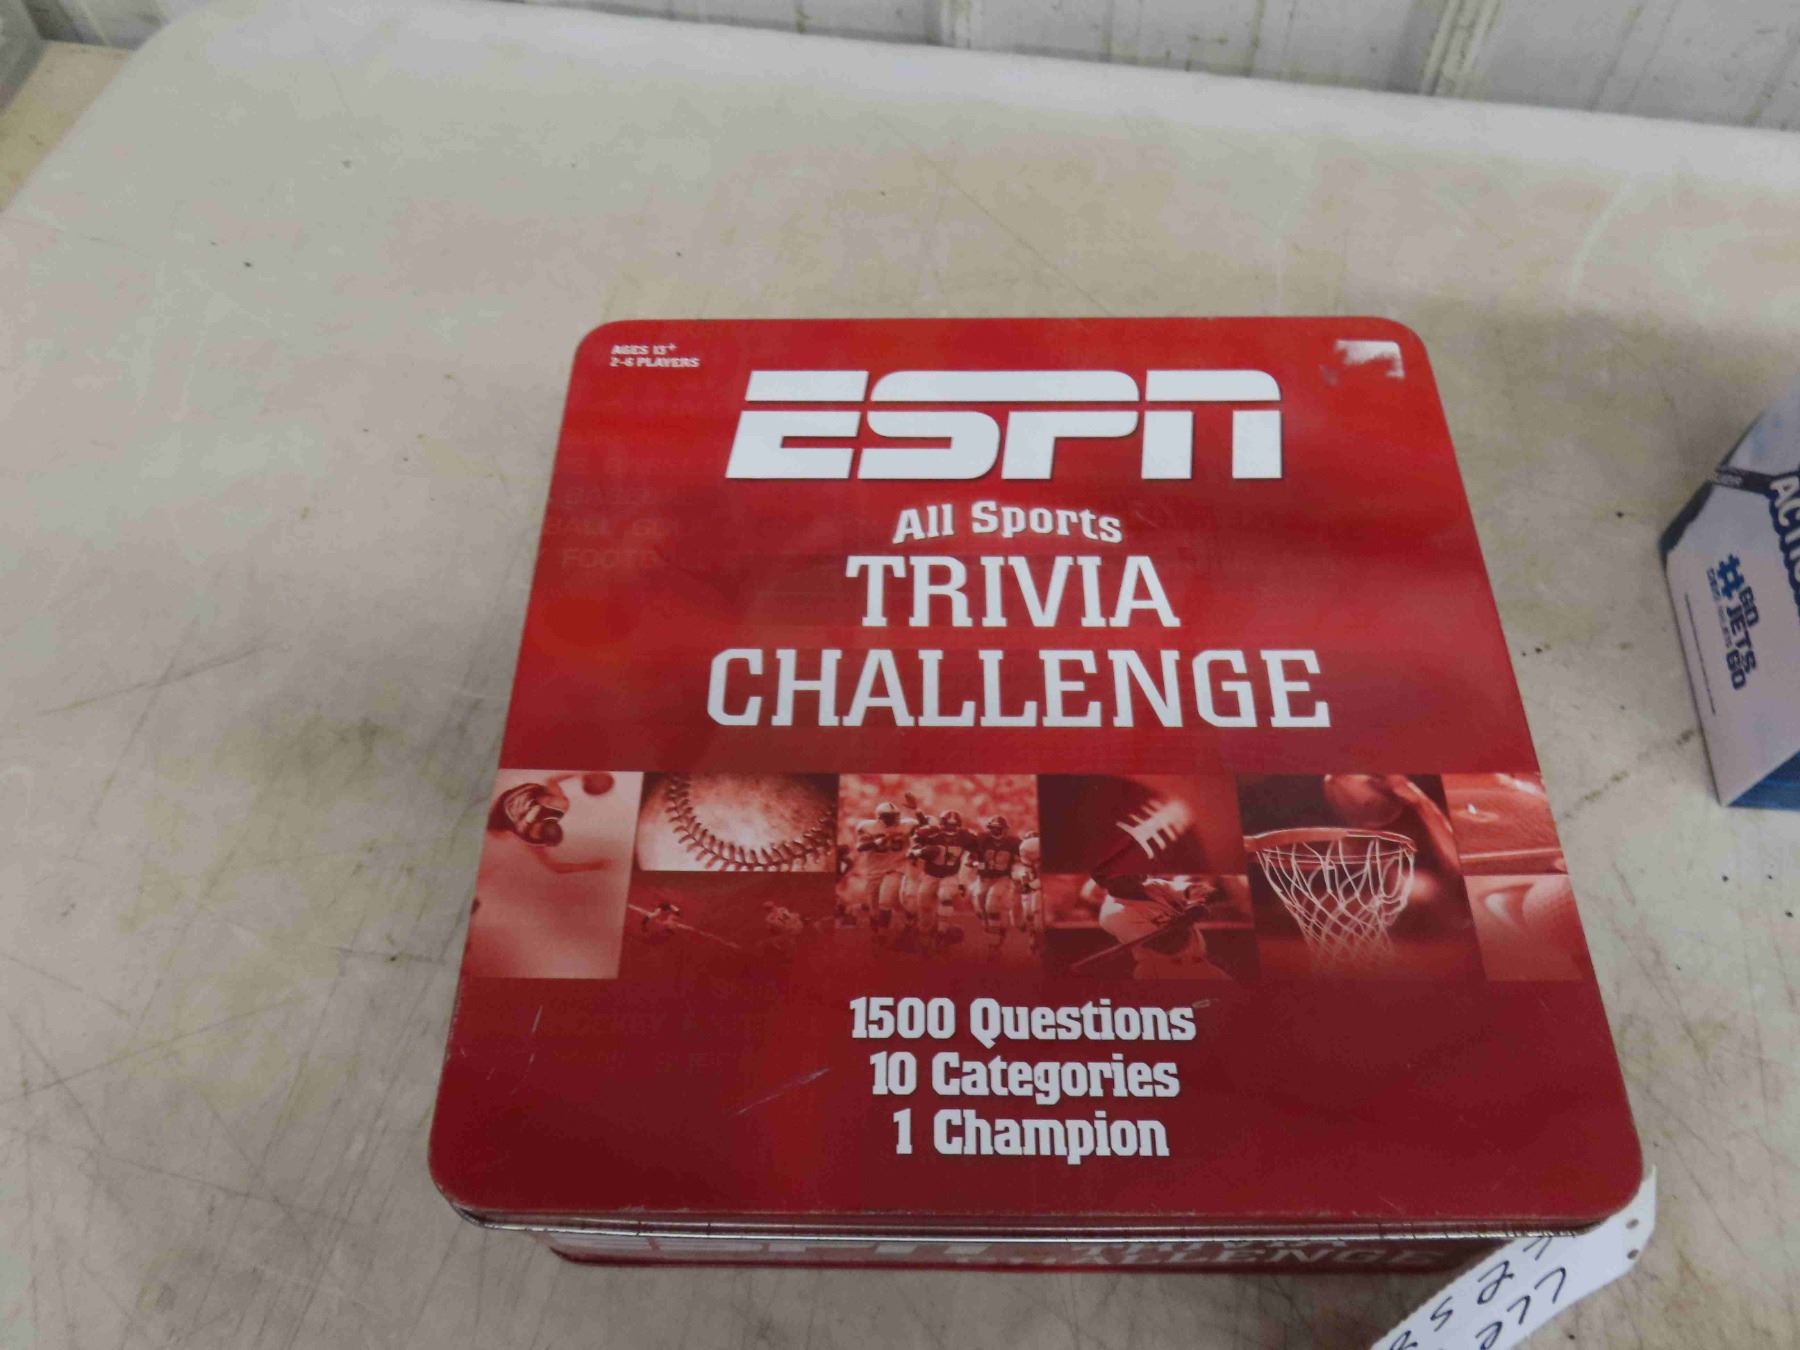 AGES 13+
2-6 PLAYERS
ESPN
All Sports
TRIVIA
CHALLENGE
1500 Questions
10 Categories
1 Champion
#GO
JETS
GO